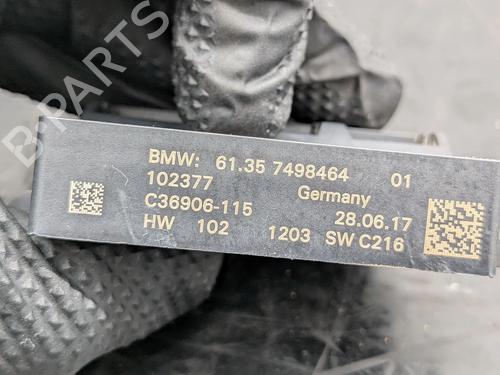 BMW: 61.35 7498464 01
102377 Germany
C36906-115 28.06.17
HW 102 1203 SW C216
B-PARTS